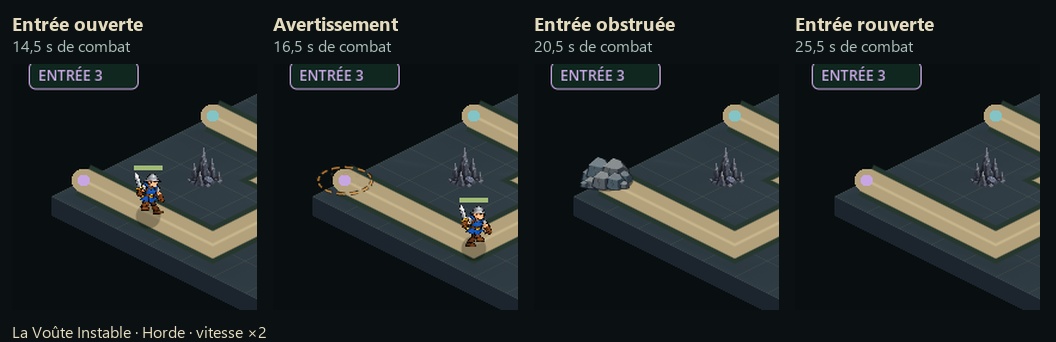 Entrée ouverte
14,5 s de combat
ENTRÉE 3
Avertissement
16,5 s de combat
ENTRÉE 3
Entrée obstruée
20,5 s de combat
ENTRÉE 3
Entrée rouverte
25,5 s de combat
ENTRÉE 3
La Voûte Instable · Horde · vitesse ×2